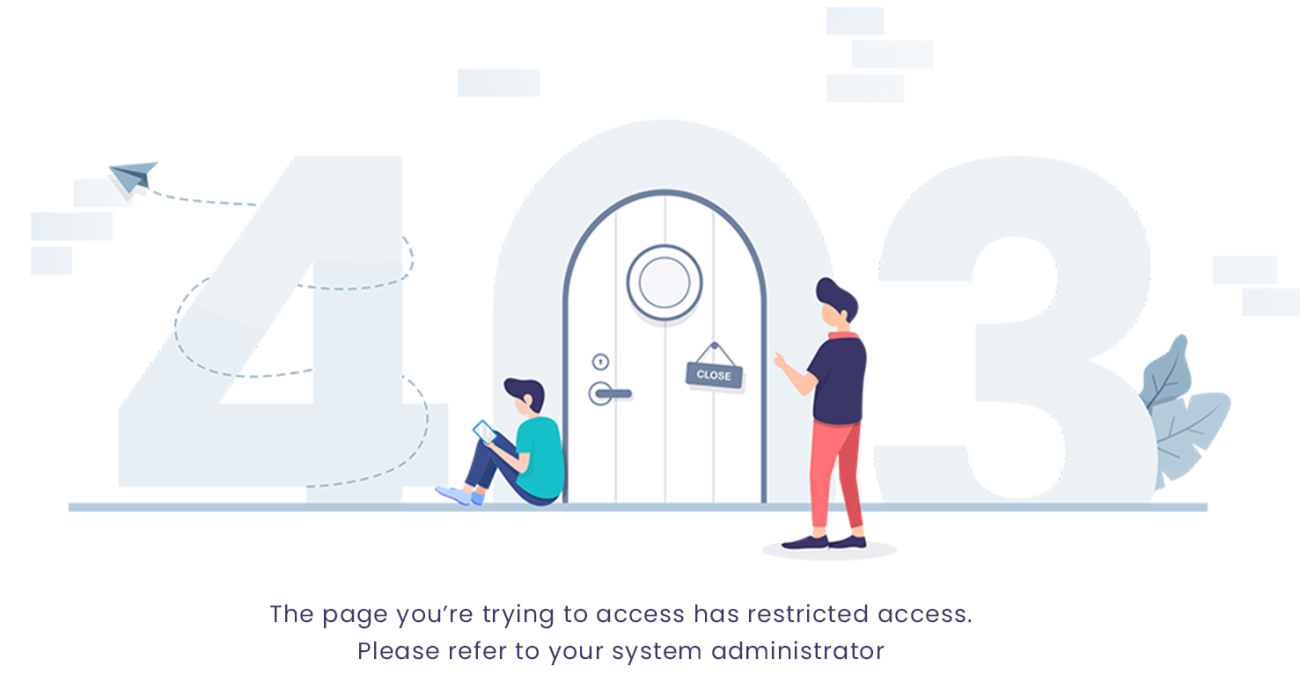 403
CLOSE
The page you’re trying to access has restricted access.
Please refer to your system administrator